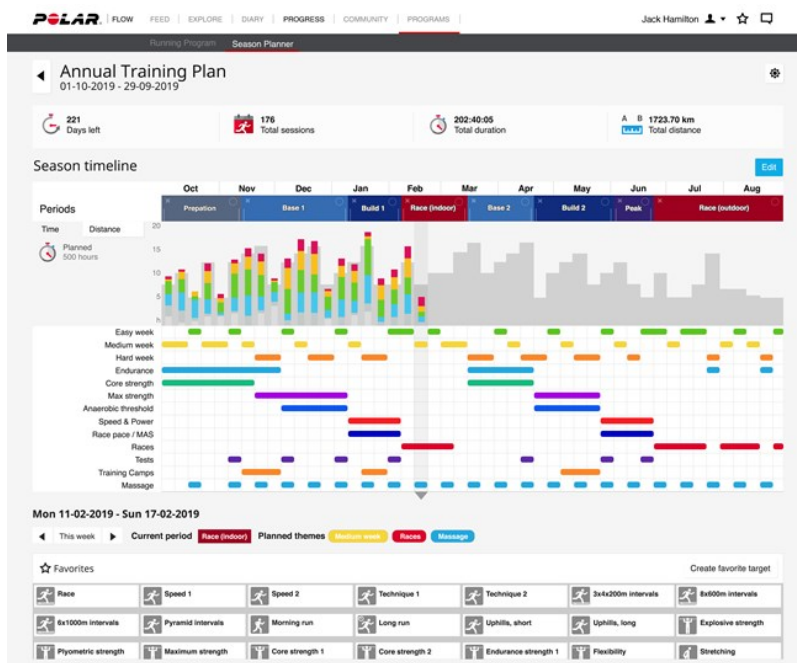 POLAR. FLOW FEED EXPLORE DIARY PROGRESS COMMUNITY PROGRAMS Jack Hamilton
Running Program Season Planner
Annual Training Plan
01-10-2019 - 29-09-2019
221
Days left
176
Total sessions
202:40:05
Total duration
A B
1723.70 km
Total distance
Season timeline
Edit
Oct Nov Dec Jan Feb Mar Apr May Jun Jul Aug
Periods
Prepation Base 1 Build 1 Race (indoor) Base 2 Build 2 Peak Race (outdoor)
Time Distance
Planned
500 hours
20
15
10
5
h
Easy week
Medium week
Hard week
Endurance
Core strength
Max strength
Anaerobic threshold
Speed & Power
Race pace / MAS
Races
Tests
Training Camps
Massage
Mon 11-02-2019 - Sun 17-02-2019
This week Current period Race (Indoor) Planned themes Medium week Races Massage
Favorites Create favorite target
Race Speed 1 Speed 2 Technique 1 Technique 2 3x4x200m intervals 8x600m intervals
6x1000m intervals Pyramid intervals Morning run Long run Uphills, short Uphills, long Explosive strength
Plyometric strength Maximum strength Core strength 1 Core strength 2 Endurance strength 1 Flexibility Stretching